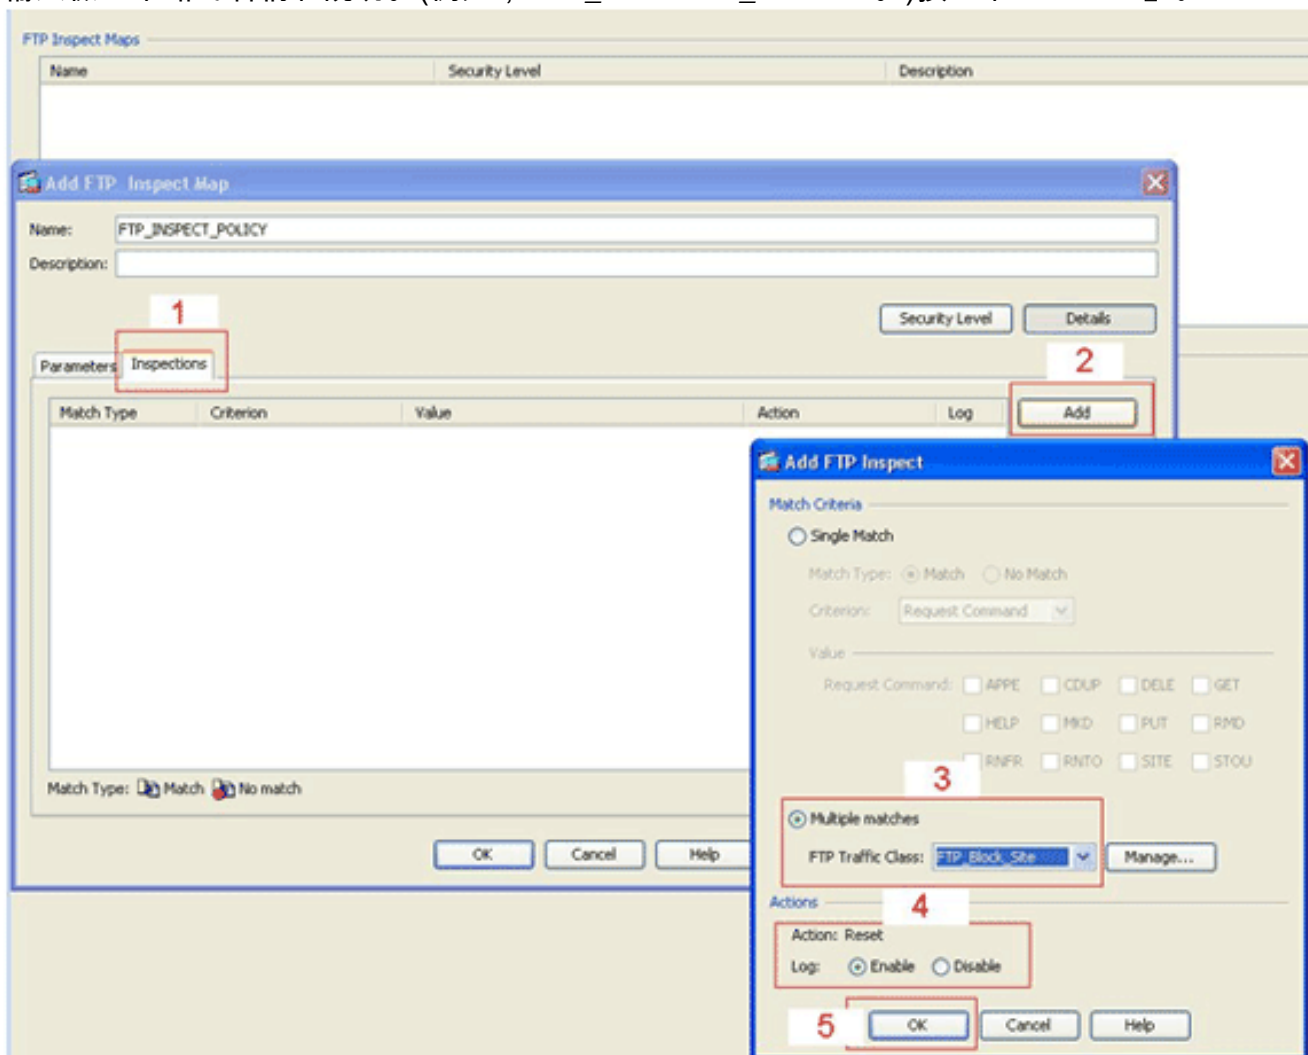 FTP Inspect Maps
Name Security Level Description
Add FTP Inspect Map
Name: FTP_INSPECT_POLICY
Description:
1
Security Level Details
Parameters Inspections
2
Match Type Criterion Value Action Log Add
Add FTP Inspect
Match Criteria
Single Match
Match Type: Match No Match
Criterion: Request Command
Value
Request Command: APPE CDUP DELE GET
HELP MKD PUT RMD
RNFR RNTO SITE STOU
3
Match Type: Match No match
Multiple matches
OK Cancel Help
FTP Traffic Class: FTP_Block_Site Manage...
Actions
4
Action: Reset
Log: Enable Disable
5
OK Cancel Help